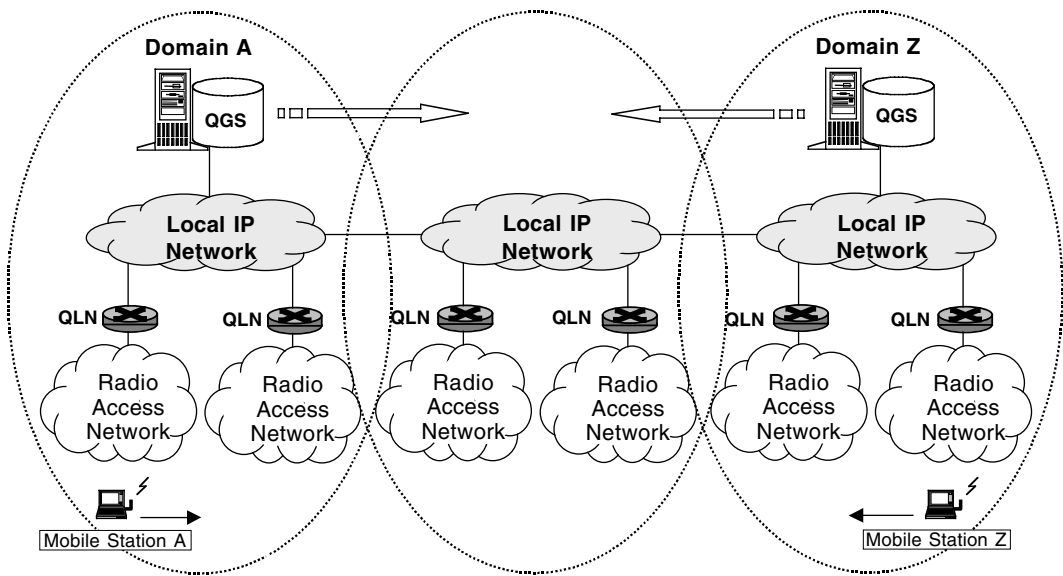 Domain A
Domain Z
QGS
QGS
Local IP
Network
Local IP
Network
Local IP
Network
QLN
QLN
QLN
QLN
QLN
QLN
Radio
Access
Network
Radio
Access
Network
Radio
Access
Network
Radio
Access
Network
Radio
Access
Network
Radio
Access
Network
Mobile Station A
Mobile Station Z